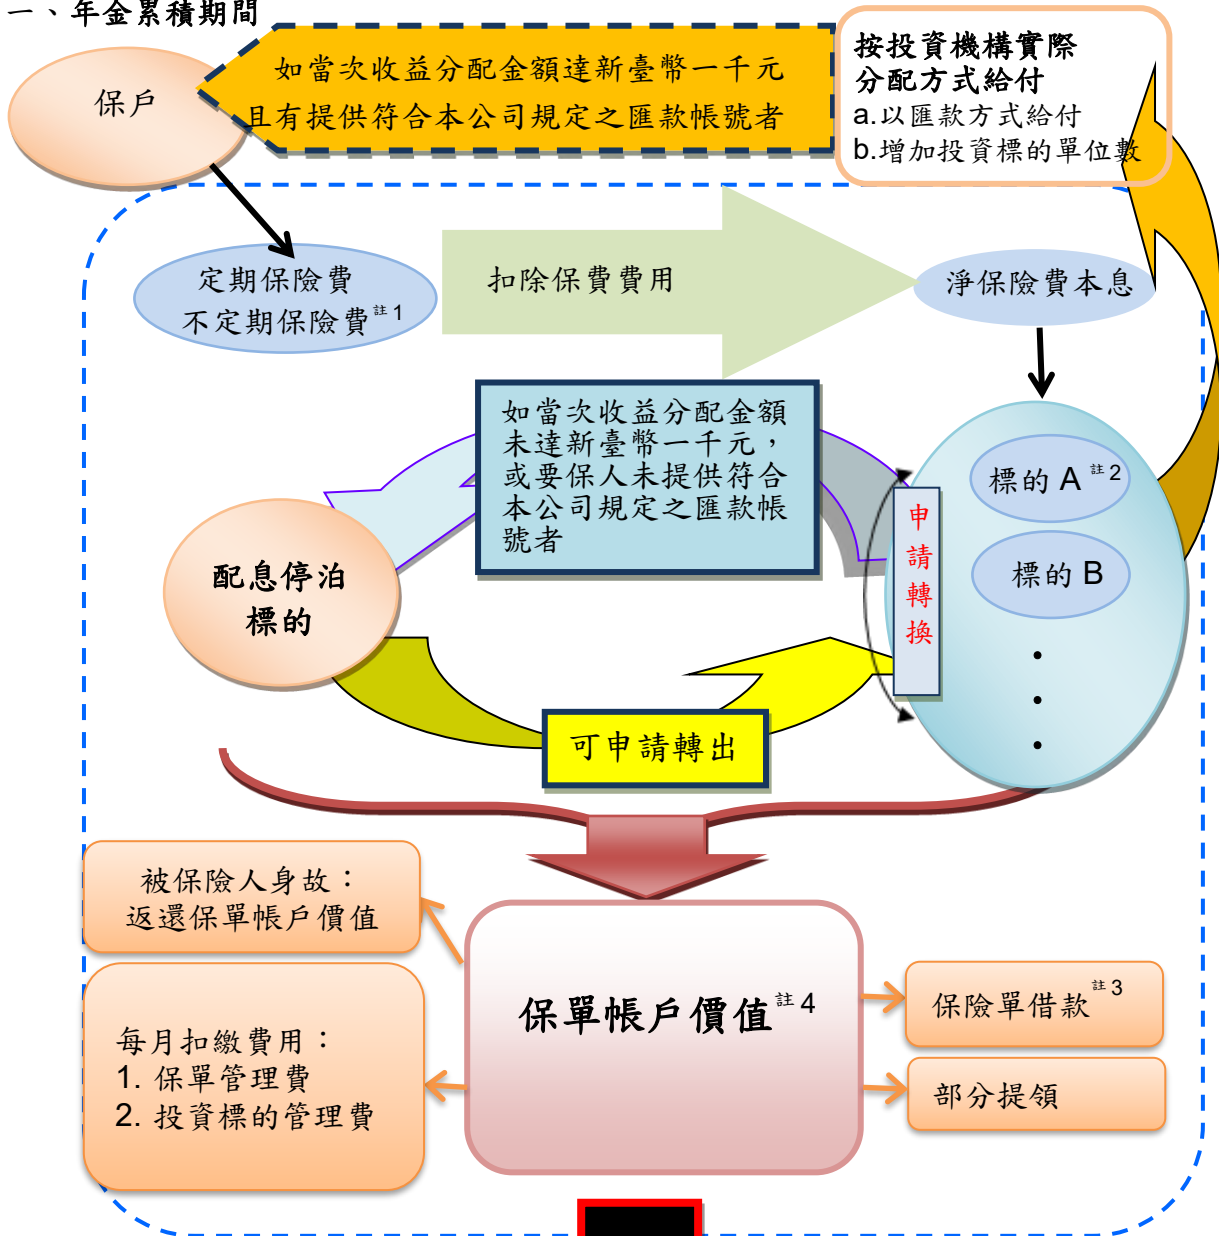 一、年金累積期間
保戶
如當次收益分配金額達新臺幣一千元
且有提供符合本公司規定之匯款帳號者
按投資機構實際
分配方式給付
a.以匯款方式給付
b.增加投資標的單位數
定期保險費
不定期保險費註1
扣除保費費用
淨保險費本息
如當次收益分配金額
未達新臺幣一千元，
或要保人未提供符合
本公司規定之匯款帳
號者
標的 A 註2
標的 B
申
請
轉
換
配息停泊
標的
可申請轉出
被保險人身故：
返還保單帳戶價值
保單帳戶價值註4
保險單借款註3
每月扣繳費用：
1. 保單管理費
2. 投資標的管理費
部分提領